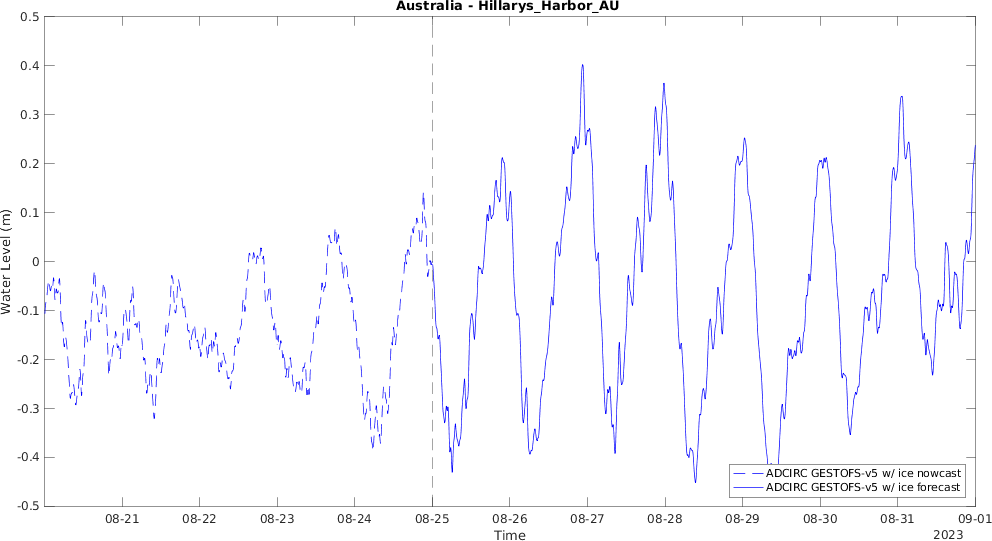 Australia - Hillarys_Harbor_AU
Water Level (m)
0.5
0.4
0.3
0.2
0.1
0
-0.1
-0.2
-0.3
-0.4
-0.5
ADCIRC GESTOFS-v5 w/ ice nowcast
ADCIRC GESTOFS-v5 w/ ice forecast
08-21 08-22 08-23 08-24 08-25 08-26 08-27 08-28 08-29 08-30 08-31 09-01
Time
2023